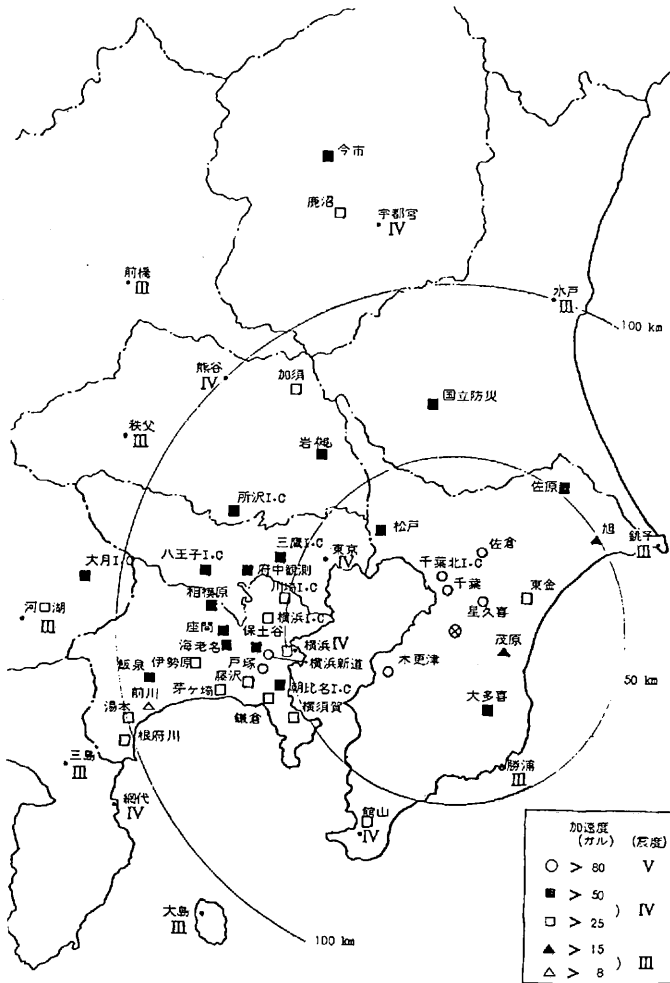 今市
鹿沼
宇都宮
IV
前橋
III
水戸
III
100 km
熊谷
IV
加須
国立防災
秩父
III
岩槻
佐原
所沢I.C
松戸
旭
銚子
III
三鷹I.C
東京
IV
佐倉
大月I.C
八王子I.C
府中観測
千葉北I.C
千葉
川崎I.C
東金
相模原
星久喜
河口湖
III
横浜I.C
座間
保土谷
海老名
横浜 IV
茂原
横浜新道
飯泉
伊勢原
戸塚
木更津
50 km
藤沢
朝比名I.C
前川
茅ヶ埼
大多喜
湯本
鎌倉
横須賀
根府川
三島
III
勝浦
III
網代
IV
館山
IV
大島
III
100 km
加速度
(ガル) (震度)
○ > 80 V
■ > 50
) IV
□ > 25
▲ > 15
) III
△ > 8